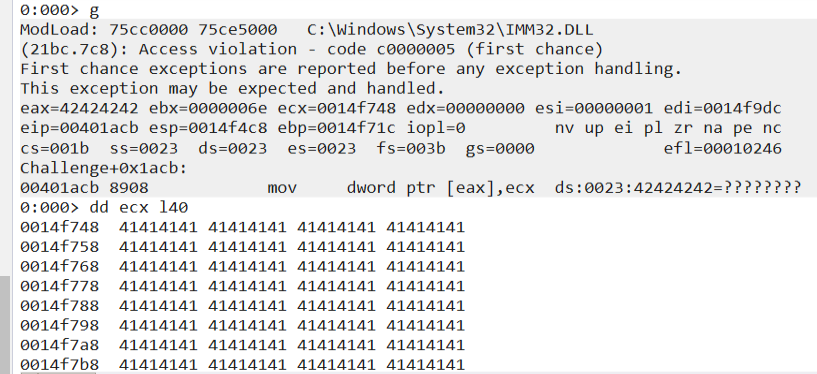 0:000> g
ModLoad: 75cc0000 75ce5000   C:\Windows\System32\IMM32.DLL
(21bc.7c8): Access violation - code c0000005 (first chance)
First chance exceptions are reported before any exception handling.
This exception may be expected and handled.
eax=42424242 ebx=0000006e ecx=0014f748 edx=00000000 esi=00000001 edi=0014f9dc
eip=00401acb esp=0014f4c8 ebp=0014f71c iopl=0         nv up ei pl zr na pe nc
cs=001b  ss=0023  ds=0023  es=0023  fs=003b  gs=0000             efl=00010246
Challenge+0x1acb:
00401acb 8908            mov     dword ptr [eax],ecx  ds:0023:42424242=????????
0:000> dd ecx l40
0014f748  41414141 41414141 41414141 41414141
0014f758  41414141 41414141 41414141 41414141
0014f768  41414141 41414141 41414141 41414141
0014f778  41414141 41414141 41414141 41414141
0014f788  41414141 41414141 41414141 41414141
0014f798  41414141 41414141 41414141 41414141
0014f7a8  41414141 41414141 41414141 41414141
0014f7b8  41414141 41414141 41414141 41414141